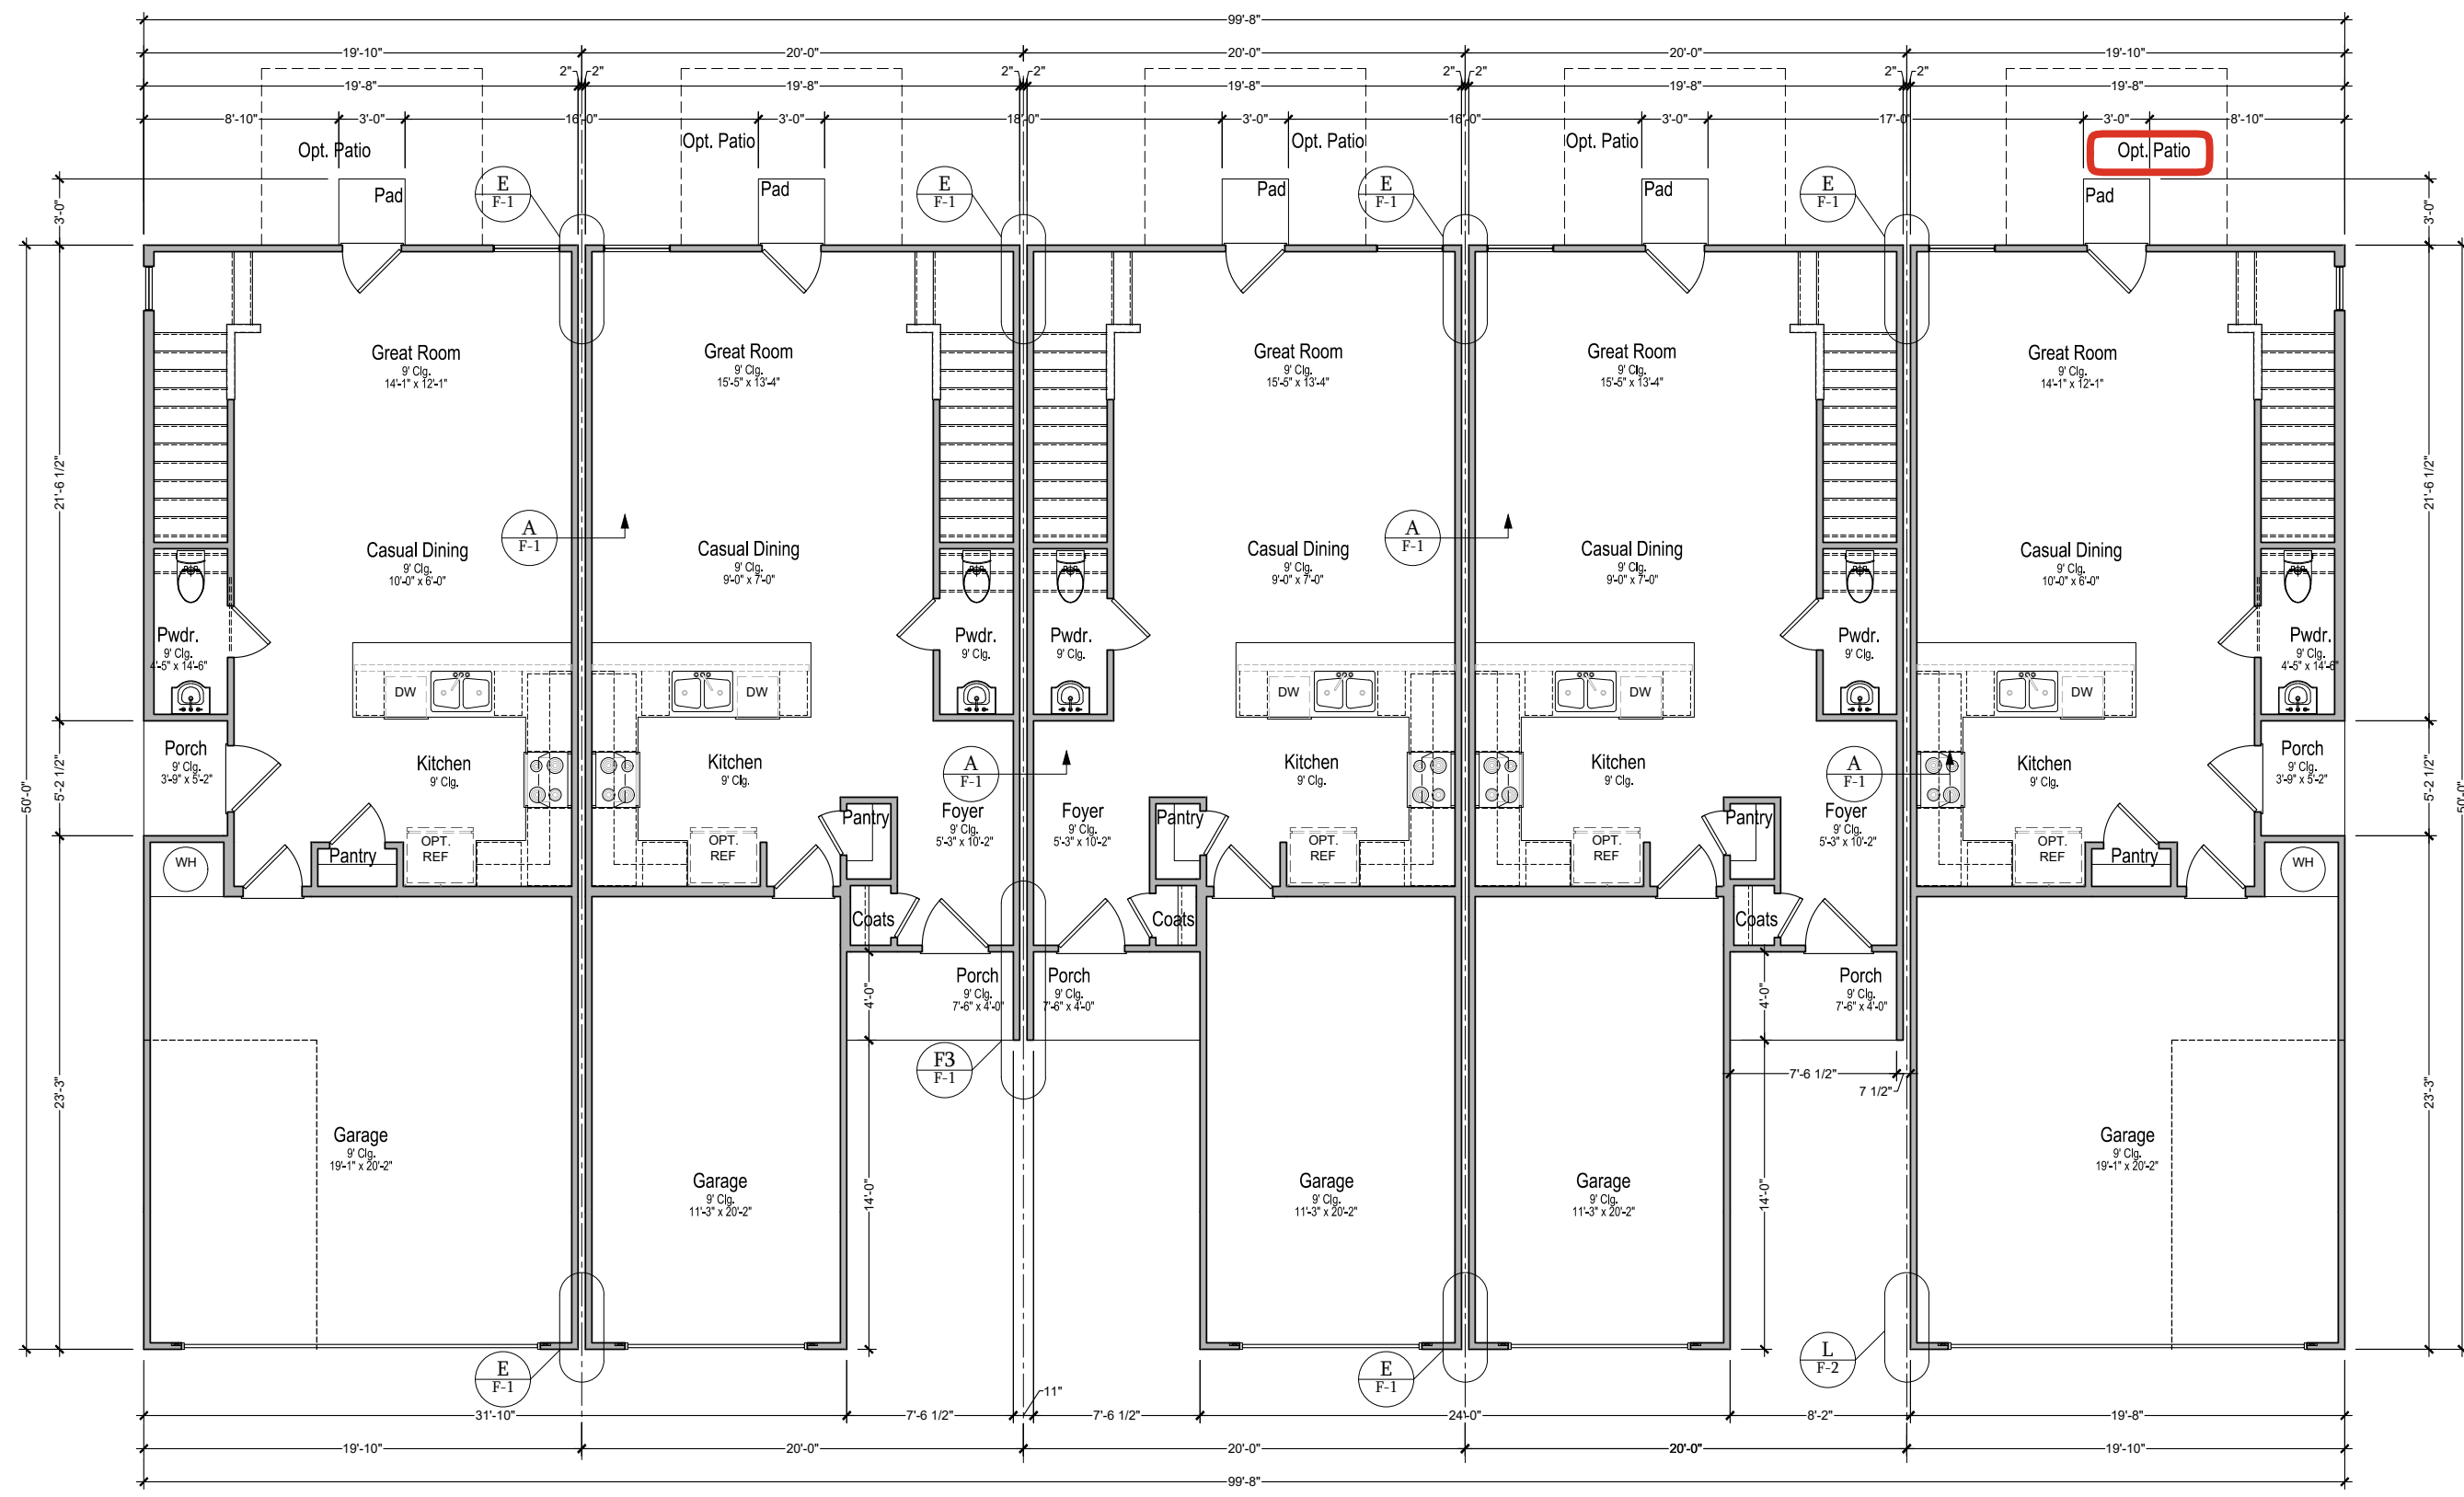 99'-8"
19'-10" 20'-0" 20'-0" 20'-0" 19'-10"
2" 2" 2" 2" 2" 2" 2" 2"
19'-8" 19'-8" 19'-8" 19'-8" 19'-8"
8'-10" 3'-0" 16'-0" 3'-0" 18'-0" 3'-0" 16'-0" 3'-0" 17'-0" 3'-0" 8'-10"
Opt. Patio Opt. Patio Opt. Patio Opt. Patio Opt. Patio
Pad Pad Pad Pad Pad
E E E E
F-1 F-1 F-1 F-1
3'-0" 3'-0"
Great Room Great Room Great Room Great Room Great Room
9' Clg. 9' Clg. 9' Clg. 9' Clg. 9' Clg.
14'-1" x 12'-1" 15'-5" x 13'-4" 15'-5" x 13'-4" 15'-5" x 13'-4" 14'-1" x 12'-1"
21'-6 1/2" 21'-6 1/2"
A A
F-1 F-1
Casual Dining Casual Dining Casual Dining Casual Dining Casual Dining
9' Clg. 9' Clg. 9' Clg. 9' Clg. 9' Clg.
10'-0" x 6'-0" 9'-0" x 7'-0" 9'-0" x 7'-0" 9'-0" x 7'-0" 10'-0" x 6'-0"
Pwdr. Pwdr. Pwdr. Pwdr. Pwdr.
9' Clg. 9' Clg. 9' Clg. 9' Clg. 9' Clg.
4'-5" x 14'-6" 4'-5" x 14'-6"
DW DW DW DW DW
Porch Kitchen Kitchen Kitchen Kitchen Kitchen Porch
9' Clg. 9' Clg. 9' Clg. 9' Clg. 9' Clg. 9' Clg. 9' Clg.
3'-9" x 5'-2" 3'-9" x 5'-2"
A A
F-1 F-1
50'-0" 5'-2 1/2" 5'-2 1/2" 50'-0"
Pantry Foyer Foyer Pantry Pantry Foyer
9' Clg. 9' Clg. 9' Clg.
5'-3" x 10'-2" 5'-3" x 10'-2" 5'-3" x 10'-2"
WH Pantry OPT. REF OPT. REF OPT. REF OPT. REF OPT. REF Pantry WH
Coats Coats Coats
Porch Porch Porch
9' Clg. 9' Clg. 9' Clg.
7'-6" x 4'-0" 7'-6" x 4'-0" 7'-6" x 4'-0"
4'-0" 4'-0"
F3
F-1
7'-6 1/2"
7 1/2"
23'-3" 23'-3"
Garage Garage
9' Clg. 9' Clg.
19'-1" x 20'-2" 19'-1" x 20'-2"
Garage Garage Garage
9' Clg. 9' Clg. 9' Clg.
11'-3" x 20'-2" 11'-3" x 20'-2" 11'-3" x 20'-2"
14'-0" 14'-0"
E E L
F-1 F-1 F-2
11"
31'-10" 7'-6 1/2" 7'-6 1/2" 24'-0" 8'-2" 19'-8"
19'-10" 20'-0" 20'-0" 20'-0" 19'-10"
99'-8"